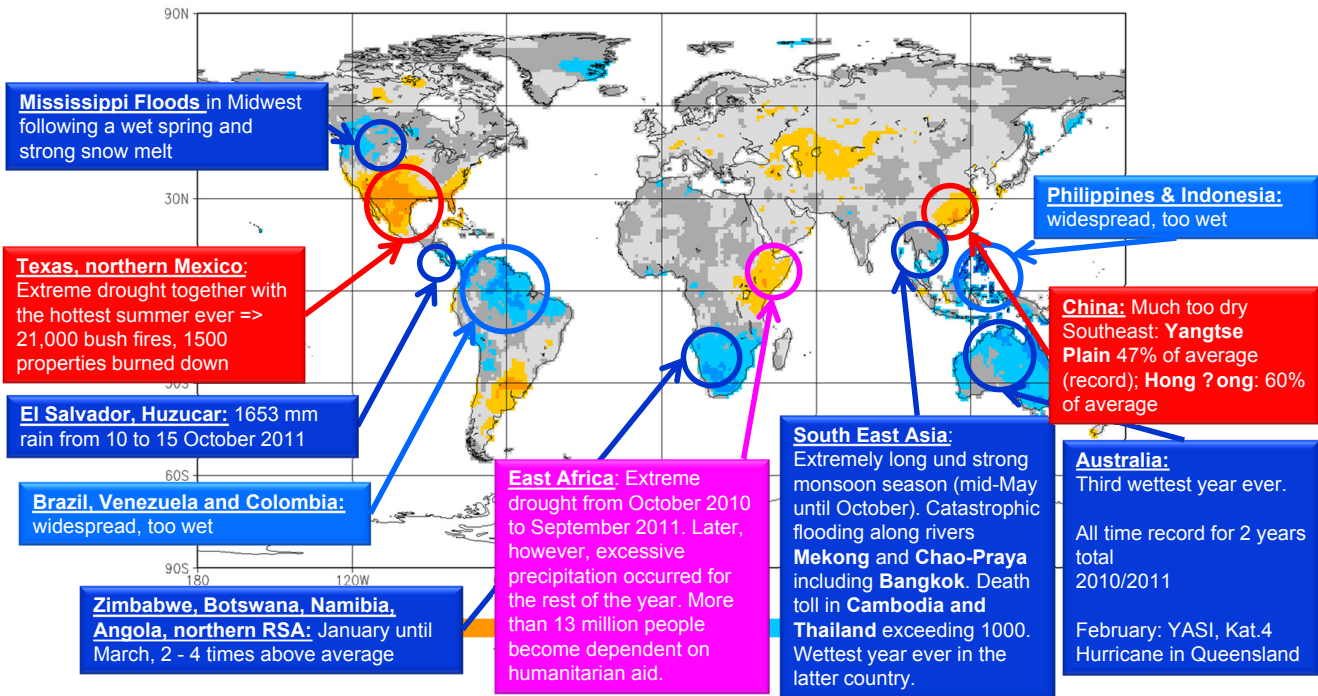 90N
Mississippi Floods in Midwest
following a wet spring and
strong snow melt
30N
Philippines & Indonesia:
widespread, too wet
Texas, northern Mexico:
Extreme drought together with
the hottest summer ever =>
21,000 bush fires, 1500
properties burned down
China: Much too dry
Southeast: Yangtse
Plain 47% of average
(record); Hong ?ong: 60%
of average
El Salvador, Huzucar: 1653 mm
rain from 10 to 15 October 2011
60S
Brazil, Venezuela and Colombia:
widespread, too wet
East Africa: Extreme
drought from October 2010
to September 2011. Later,
however, excessive
precipitation occurred for
the rest of the year. More
than 13 million people
become dependent on
humanitarian aid.
South East Asia:
Extremely long und strong
monsoon season (mid-May
until October). Catastrophic
flooding along rivers
Mekong and Chao-Praya
including Bangkok. Death
toll in Cambodia and
Thailand exceeding 1000.
Wettest year ever in the
latter country.
Australia:
Third wettest year ever.
All time record for 2 years
total
2010/2011
February: YASI, Kat.4
Hurricane in Queensland
90S
180
120W
Zimbabwe, Botswana, Namibia,
Angola, northern RSA: January until
March, 2 - 4 times above average